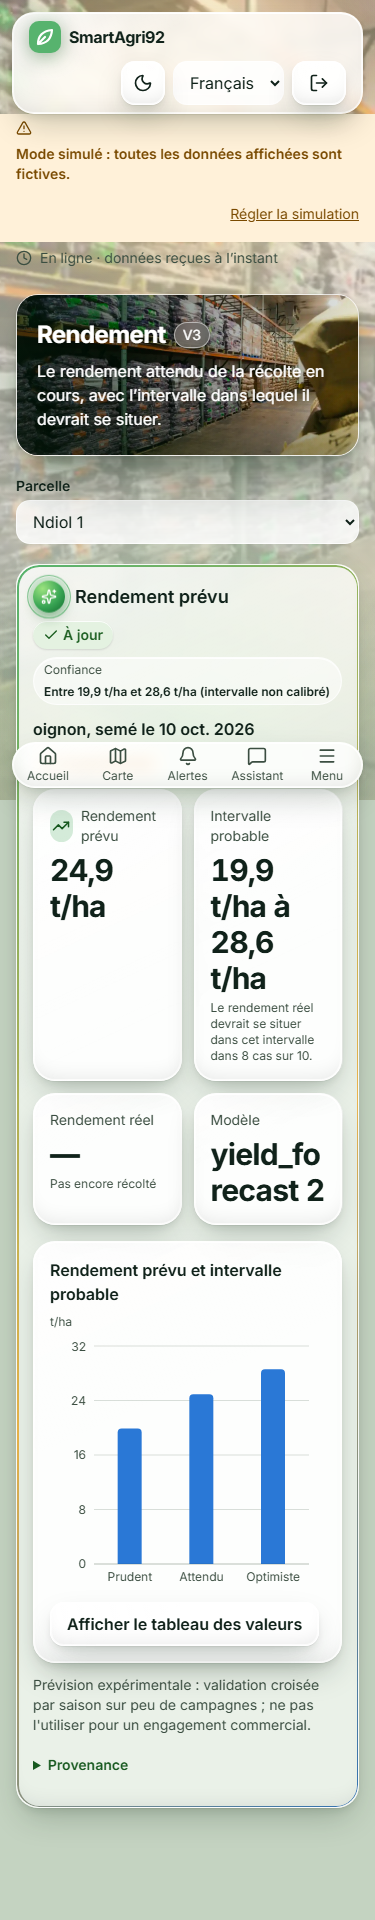 SmartAgri92
Français
Mode simulé : toutes les données affichées sont
fictives.
Régler la simulation
En ligne · données reçues à l'instant
Rendement V3
Le rendement attendu de la récolte en
cours, avec l'intervalle dans lequel il
devrait se situer.
Parcelle
Ndiol 1
Rendement prévu
À jour
Confiance
Entre 19,9 t/ha et 28,6 t/ha (intervalle non calibré)
oignon, semé le 10 oct. 2026
Accueil
Carte
Alertes
Assistant
Menu
Rendement
prévu
24,9
t/ha
Intervalle
probable
19,9
t/ha à
28,6
t/ha
Le rendement réel
devrait se situer
dans cet intervalle
dans 8 cas sur 10.
Rendement réel
—
Pas encore récolté
Modèle
yield_fo
recast 2
Rendement prévu et intervalle
probable
t/ha
32
24
16
8
0
Prudent
Attendu
Optimiste
Afficher le tableau des valeurs
Prévision expérimentale : validation croisée
par saison sur peu de campagnes ; ne pas
l'utiliser pour un engagement commercial.
Provenance